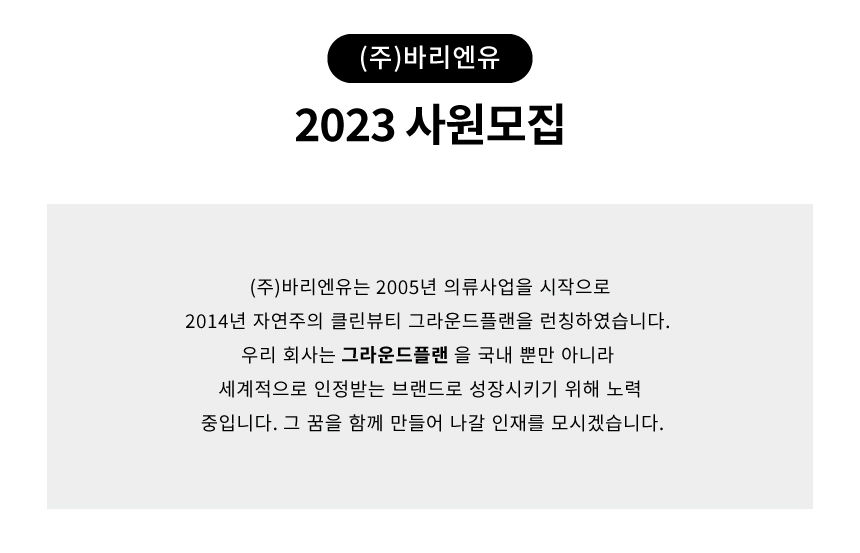 (주)바리엔유
2023 사원모집
(주)바리엔유는 2005년 의류사업을 시작으로
2014년 자연주의 클린뷰티 그라운드플랜을 런칭하였습니다.
우리 회사는 그라운드플랜 을 국내 뿐만 아니라
세계적으로 인정받는 브랜드로 성장시키기 위해 노력
중입니다. 그 꿈을 함께 만들어 나갈 인재를 모시겠습니다.